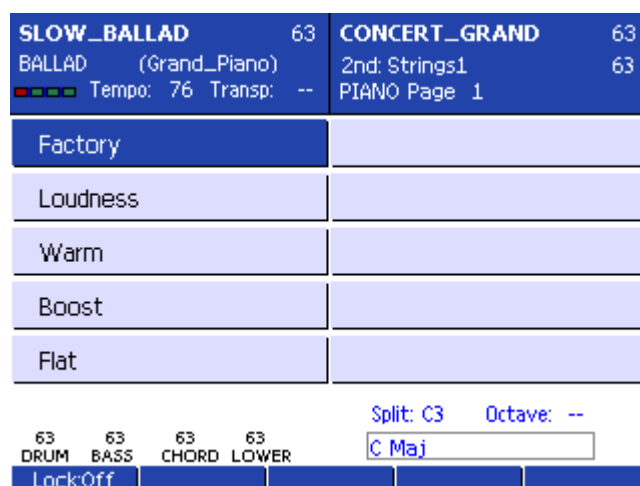 SLOW_BALLAD 63
BALLAD (Grand_Piano)
Tempo: 76 Transp: --
CONCERT_GRAND 63
2nd: Strings1 63
PIANO Page 1
Factory
Loudness
Warm
Boost
Flat
Split: C3 Octave: --
C Maj
63 63 63 63
DRUM BASS CHORD LOWER
Lock:Off